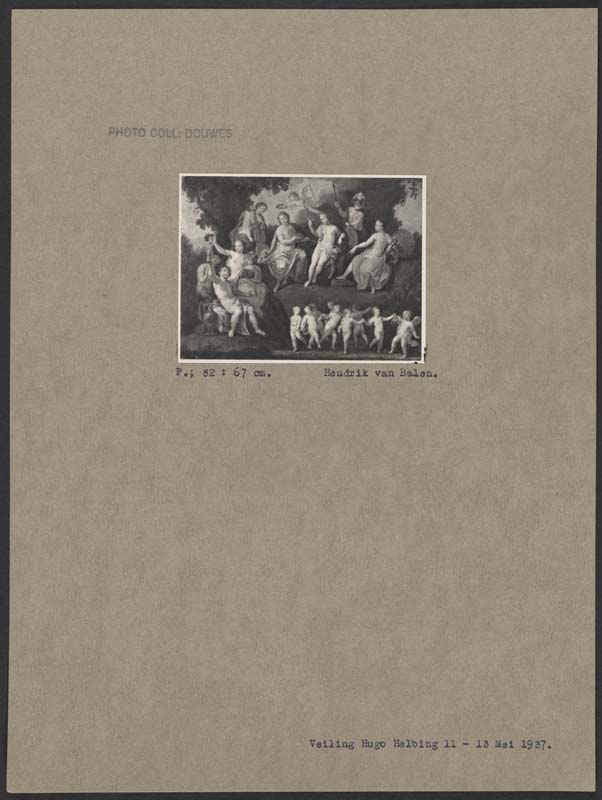 PHOTO COLL: DOUWES
P.; 52 : 67 cm. Hendrik van Balen.
Veiling Hugo Helbing 11 - 13 Mei 1937.